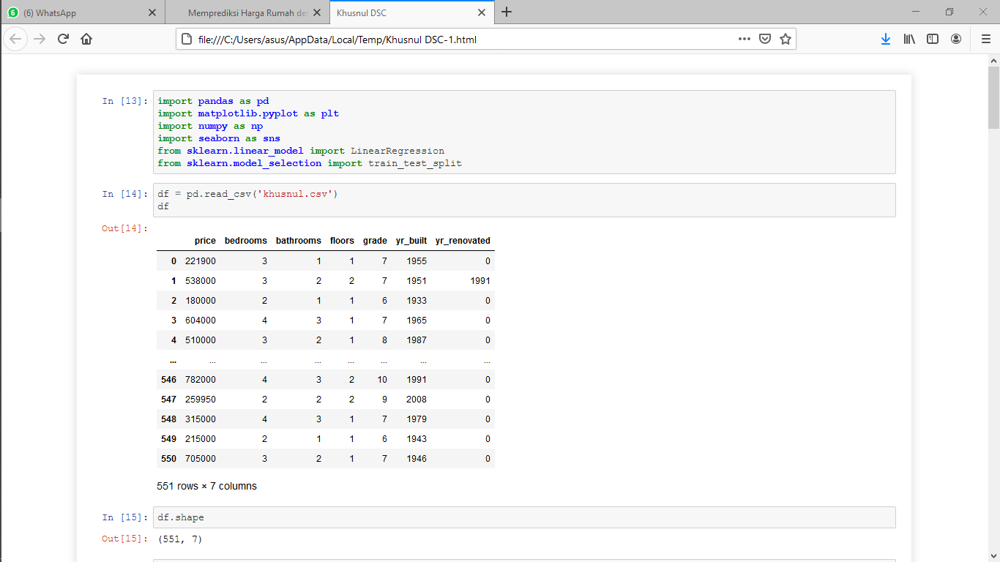 6 (6) WhatsApp
Memprediksi Harga Rumah de
Khusnul DSC
file:///C:/Users/asus/AppData/Local/Temp/Khusnul DSC-1.html
In [13]: import pandas as pd
import matplotlib.pyplot as plt
import numpy as np
import seaborn as sns
from sklearn.linear_model import LinearRegression
from sklearn.model_selection import train_test_split
In [14]: df = pd.read_csv('khusnul.csv')
df
Out[14]:
price bedrooms bathrooms floors grade yr_built yr_renovated
0 221900 3 1 1 7 1955 0
1 538000 3 2 2 7 1951 1991
2 180000 2 1 1 6 1933 0
3 604000 4 3 1 7 1965 0
4 510000 3 2 1 8 1987 0
... ... ... ... ... ... ... ...
546 782000 4 3 2 10 1991 0
547 259950 2 2 2 9 2008 0
548 315000 4 3 1 7 1979 0
549 215000 2 1 1 6 1943 0
550 705000 3 2 1 7 1946 0
551 rows × 7 columns
In [15]: df.shape
Out[15]: (551, 7)